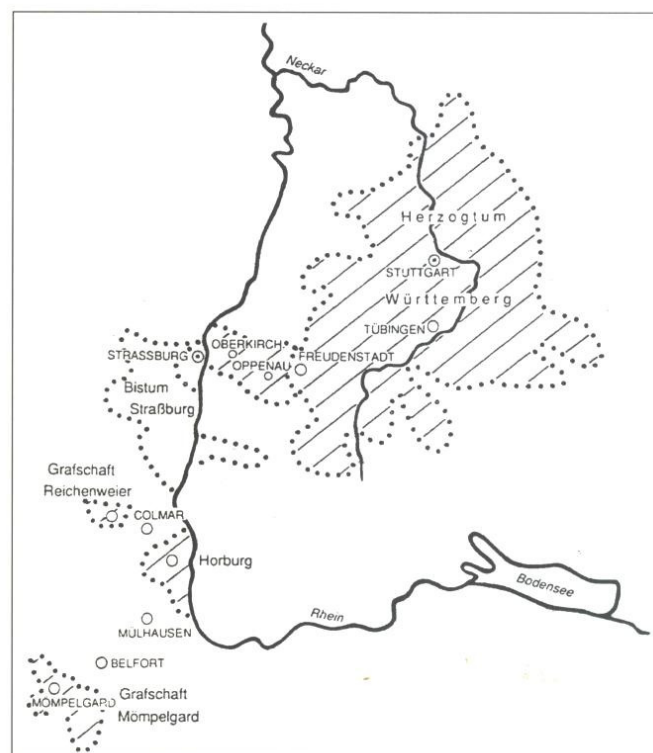 Neckar
Herzogtum
STUTTGART
Württemberg
TÜBINGEN
OBERKIRCH
STRASSBURG
FREUDENSTADT
OPPENAU
Bistum
Straßburg
Grafschaft
Reichenweier
COLMAR
Horburg
Bodensee
Rhein
MÜLHAUSEN
BELFORT
MÖMPELGARD
Grafschaft
Mömpelgard